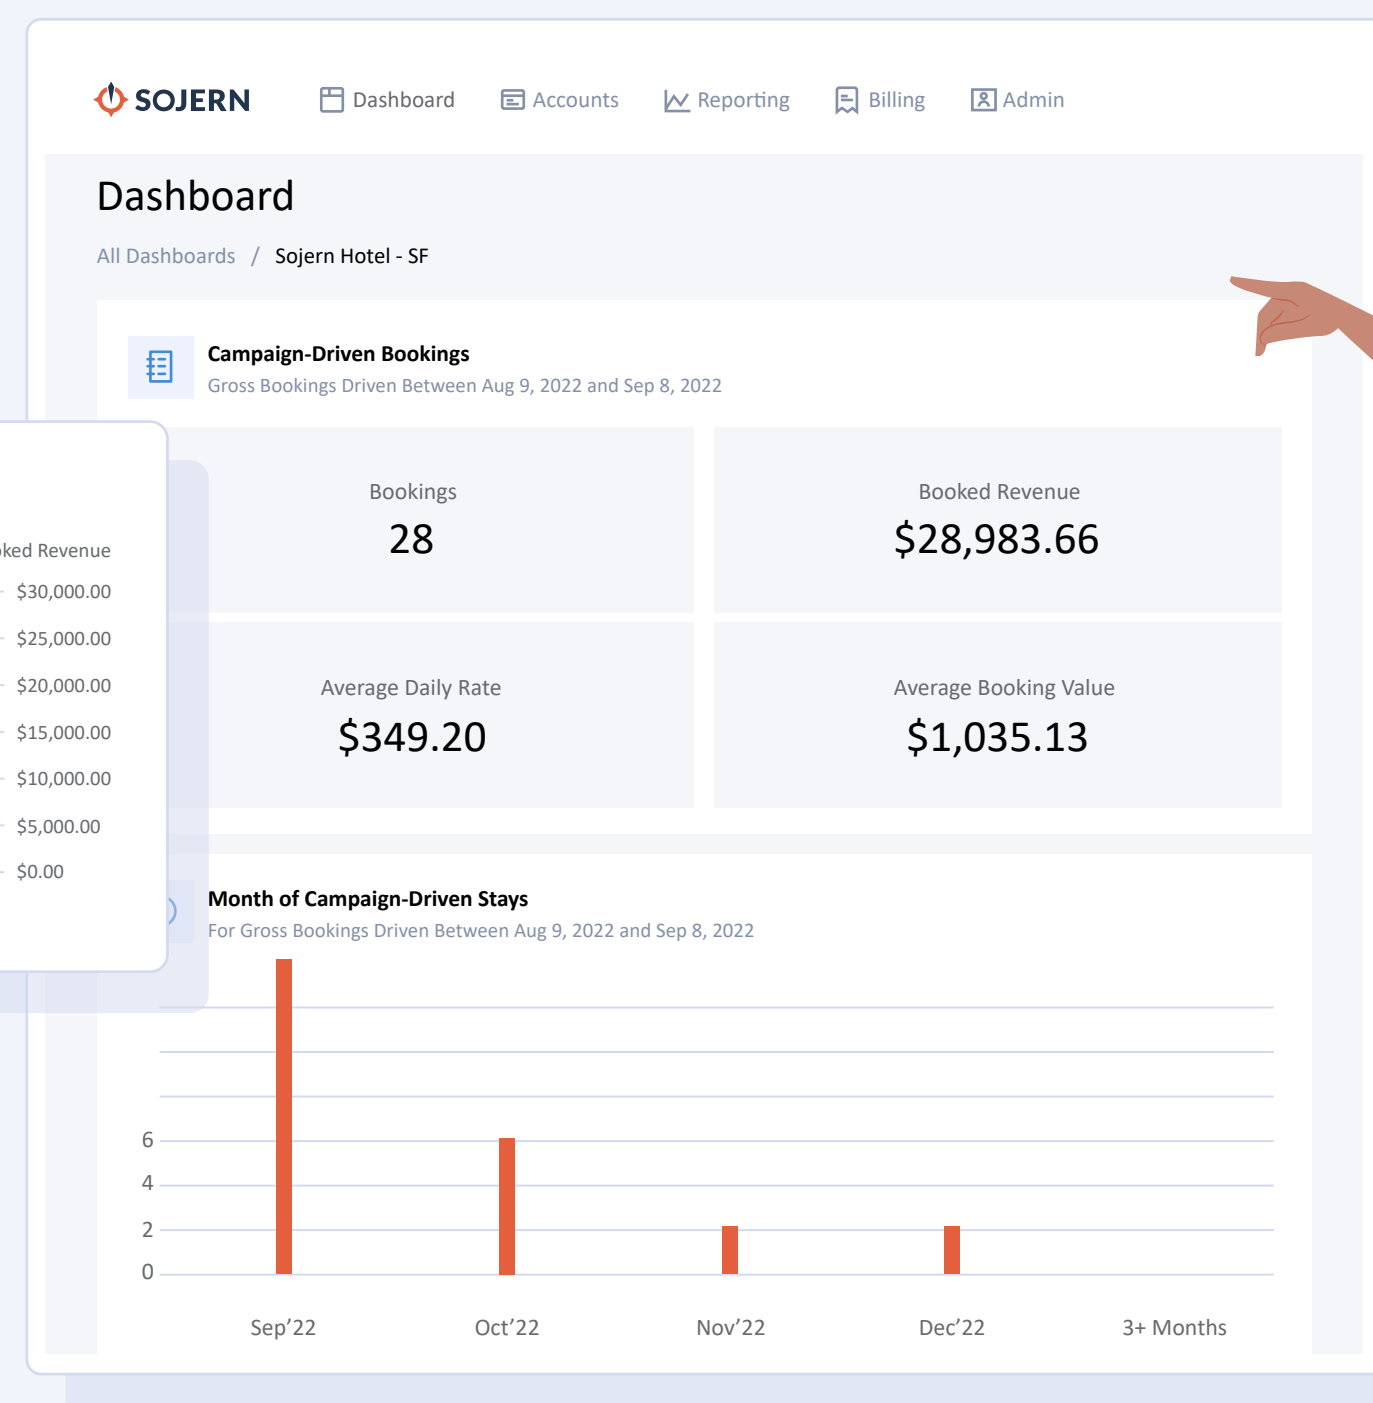 SOJERN
Dashboard
Accounts
Reporting
Billing
Admin
Dashboard
All Dashboards / Sojern Hotel - SF
Campaign-Driven Bookings
Gross Bookings Driven Between Aug 9, 2022 and Sep 8, 2022
Bookings
28
Booked Revenue
$28,983.66
Average Daily Rate
$349.20
Average Booking Value
$1,035.13
Revenue
$30,000.00
$25,000.00
$20,000.00
$15,000.00
$10,000.00
$5,000.00
$0.00
Month of Campaign-Driven Stays
For Gross Bookings Driven Between Aug 9, 2022 and Sep 8, 2022
6
4
2
0
Sep’22
Oct’22
Nov’22
Dec’22
3+ Months